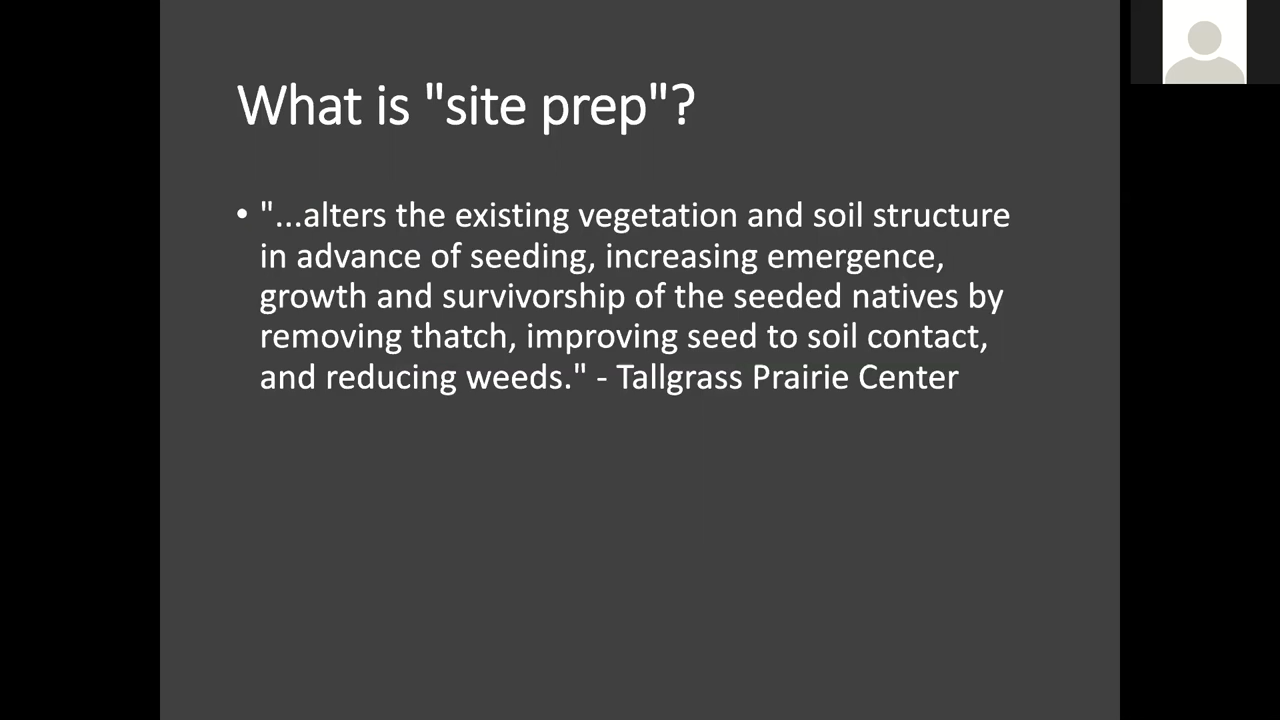 What is "site prep"?
• "...alters the existing vegetation and soil structure
in advance of seeding, increasing emergence,
growth and survivorship of the seeded natives by
removing thatch, improving seed to soil contact,
and reducing weeds." - Tallgrass Prairie Center